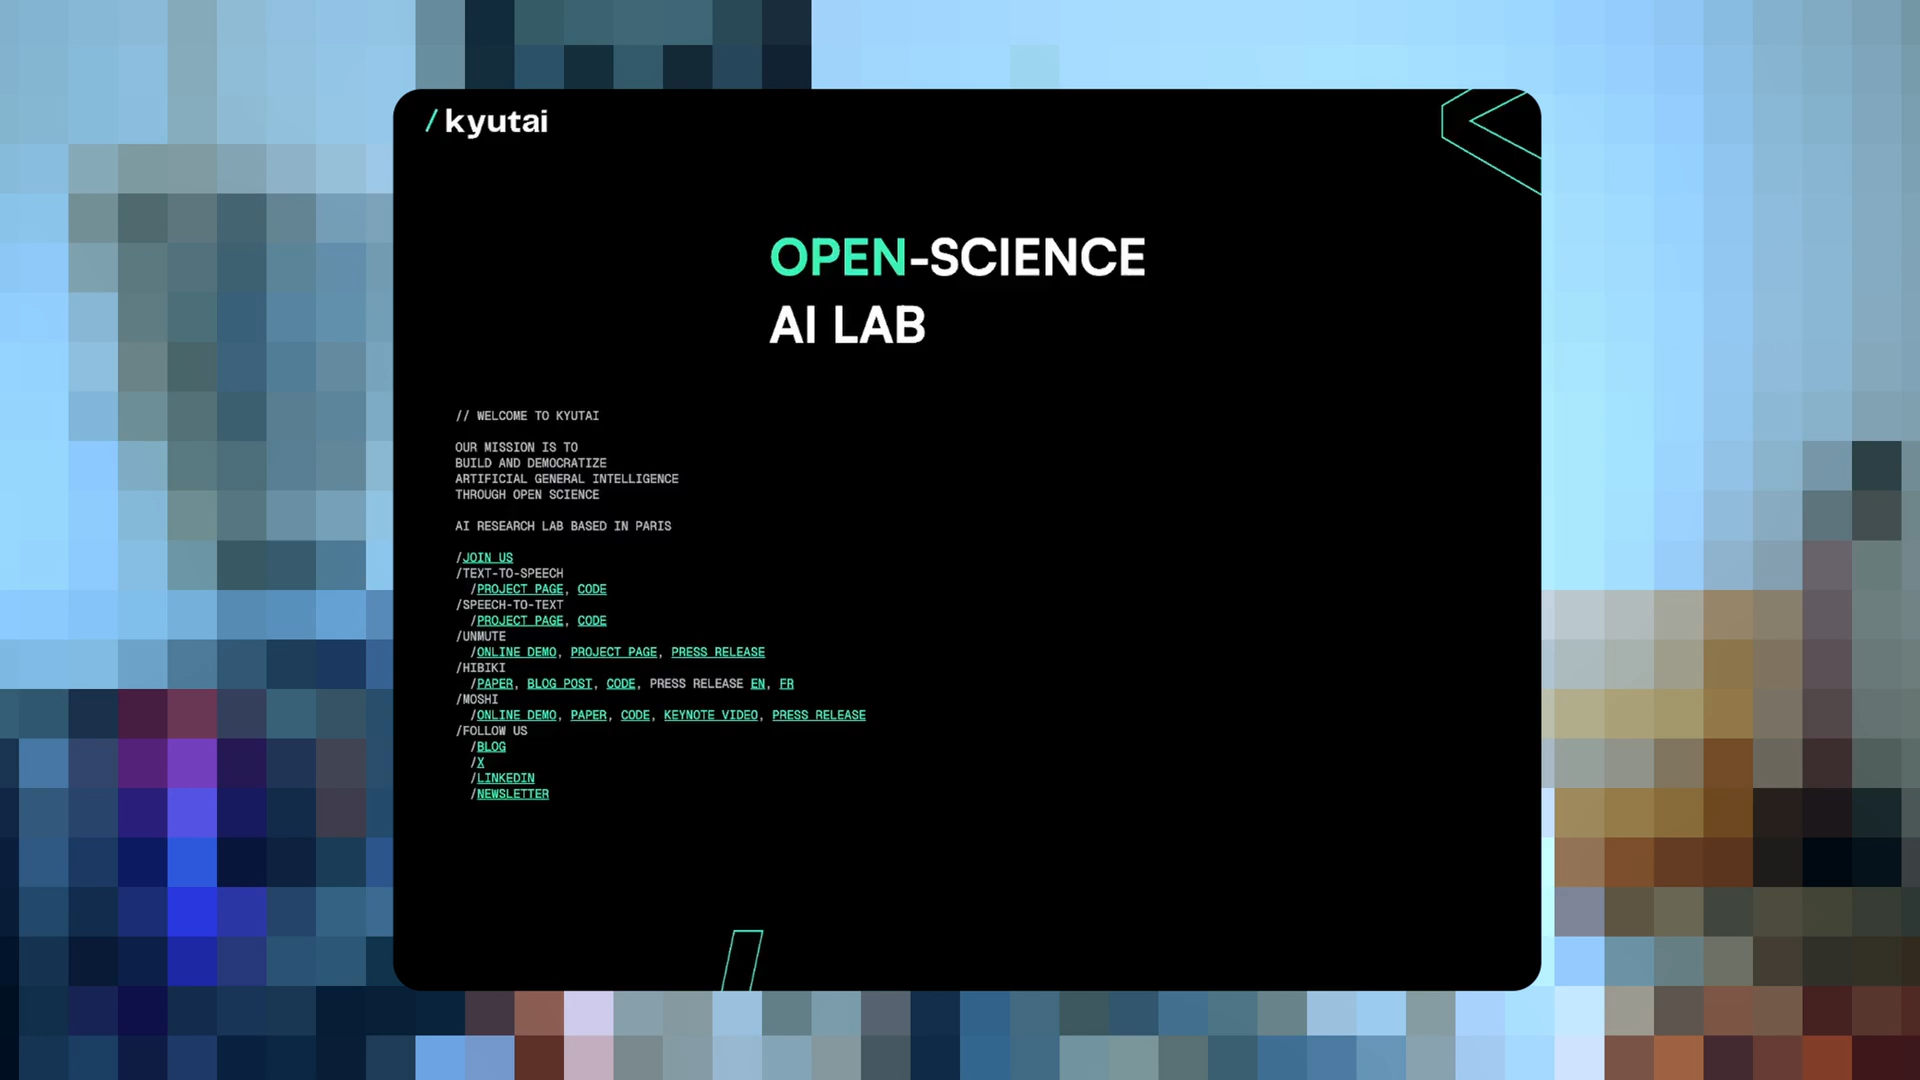 / kyutai
OPEN-SCIENCE
AI LAB
// WELCOME TO KYUTAI
OUR MISSION IS TO
BUILD AND DEMOCRATIZE
ARTIFICIAL GENERAL INTELLIGENCE
THROUGH OPEN SCIENCE
AI RESEARCH LAB BASED IN PARIS
/JOIN US
/TEXT-TO-SPEECH
/PROJECT PAGE, CODE
/SPEECH-TO-TEXT
/PROJECT PAGE, CODE
/UNMUTE
/ONLINE DEMO, PROJECT PAGE, PRESS RELEASE
/HIBIKI
/PAPER, BLOG POST, CODE, PRESS RELEASE EN, FR
/MOSHI
/ONLINE DEMO, PAPER, CODE, KEYNOTE VIDEO, PRESS RELEASE
/FOLLOW US
/BLOG
/X
/LINKEDIN
/NEWSLETTER